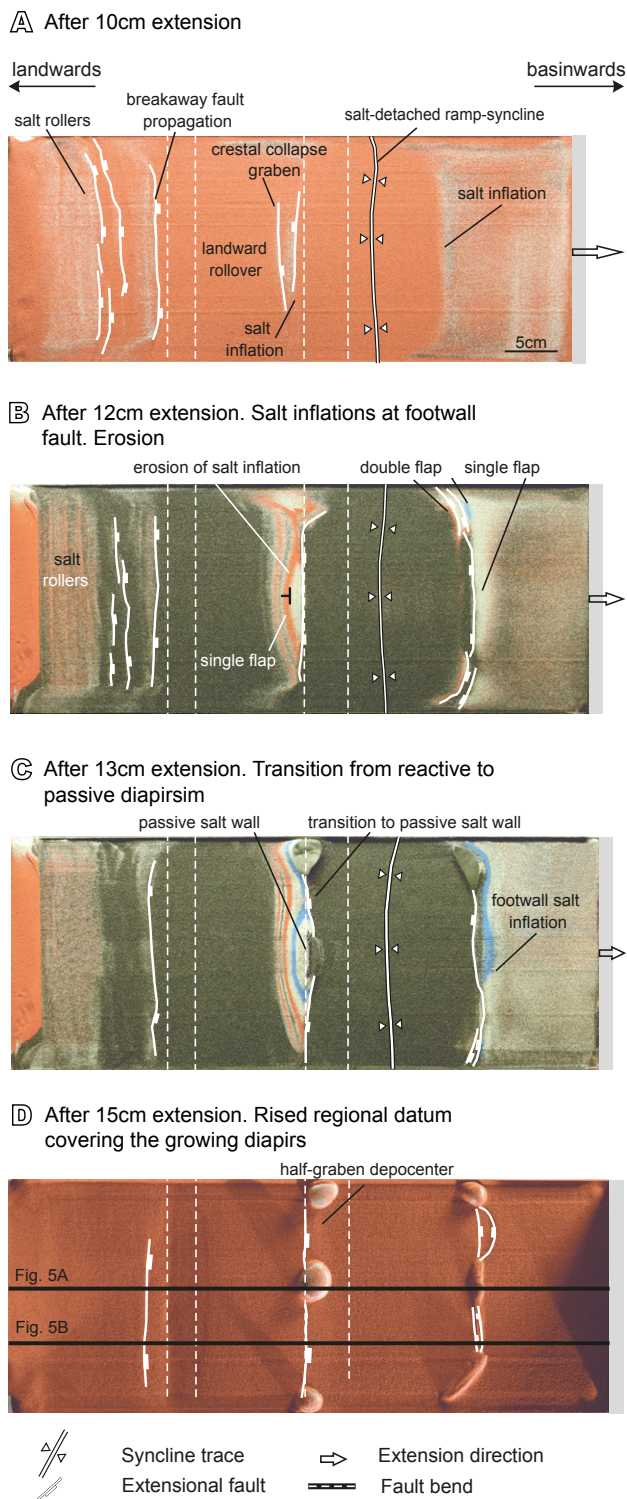 A After 10cm extension
landwards
basinwards
breakaway fault
propagation
salt-detached ramp-syncline
salt rollers
crestal collapse
graben
salt inflation
landward
rollover
salt
inflation
5cm
B After 12cm extension. Salt inflations at footwall
fault. Erosion
erosion of salt inflation
double flap
single flap
salt
rollers
single flap
C After 13cm extension. Transition from reactive to
passive diapirsim
passive salt wall
transition to passive salt wall
footwall salt
inflation
D After 15cm extension. Rised regional datum
covering the growing diapirs
half-graben depocenter
Fig. 5A
Fig. 5B
Syncline trace
Extension direction
Extensional fault
Fault bend